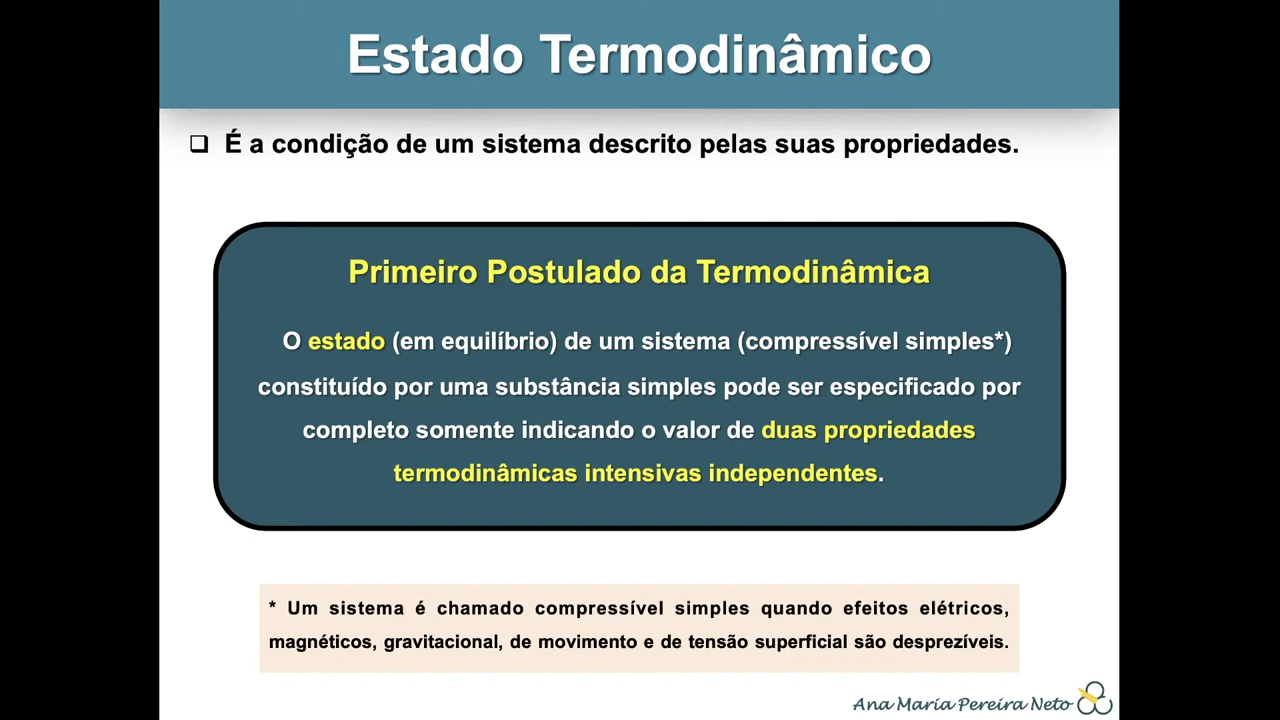 Estado Termodinâmico
É a condição de um sistema descrito pelas suas propriedades.
Primeiro Postulado da Termodinâmica
O estado (em equilíbrio) de um sistema (compressível simples*)
constituído por uma substância simples pode ser especificado por
completo somente indicando o valor de duas propriedades
termodinâmicas intensivas independentes.
* Um sistema é chamado compressível simples quando efeitos elétricos,
magnéticos, gravitacional, de movimento e de tensão superficial são desprezíveis.
Ana Maria Pereira Neto